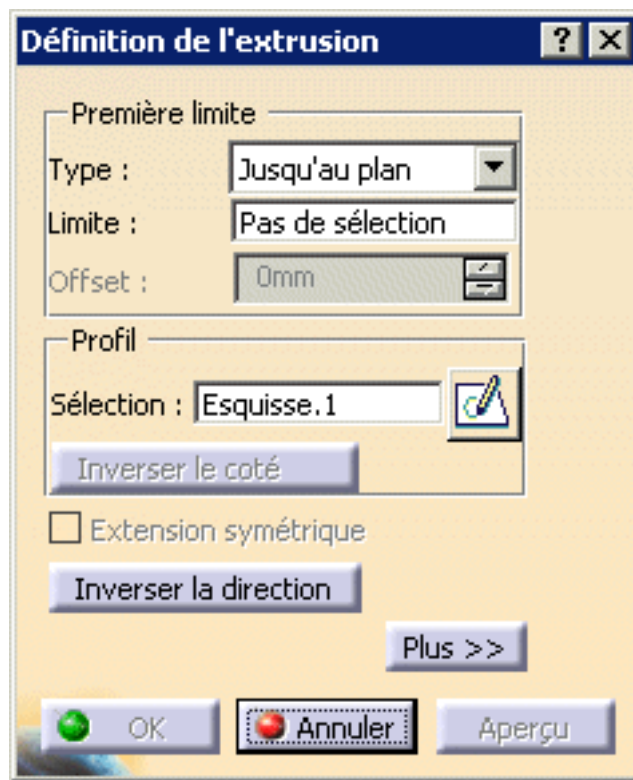 Définition de l'extrusion ? X
Première limite
Type : Jusqu'au plan
Limite : Pas de sélection
Offset : 0mm
Profil
Sélection : Esquisse.1
Inverser le coté
Extension symétrique
Inverser la direction
Plus >>
OK Annuler Aperçu